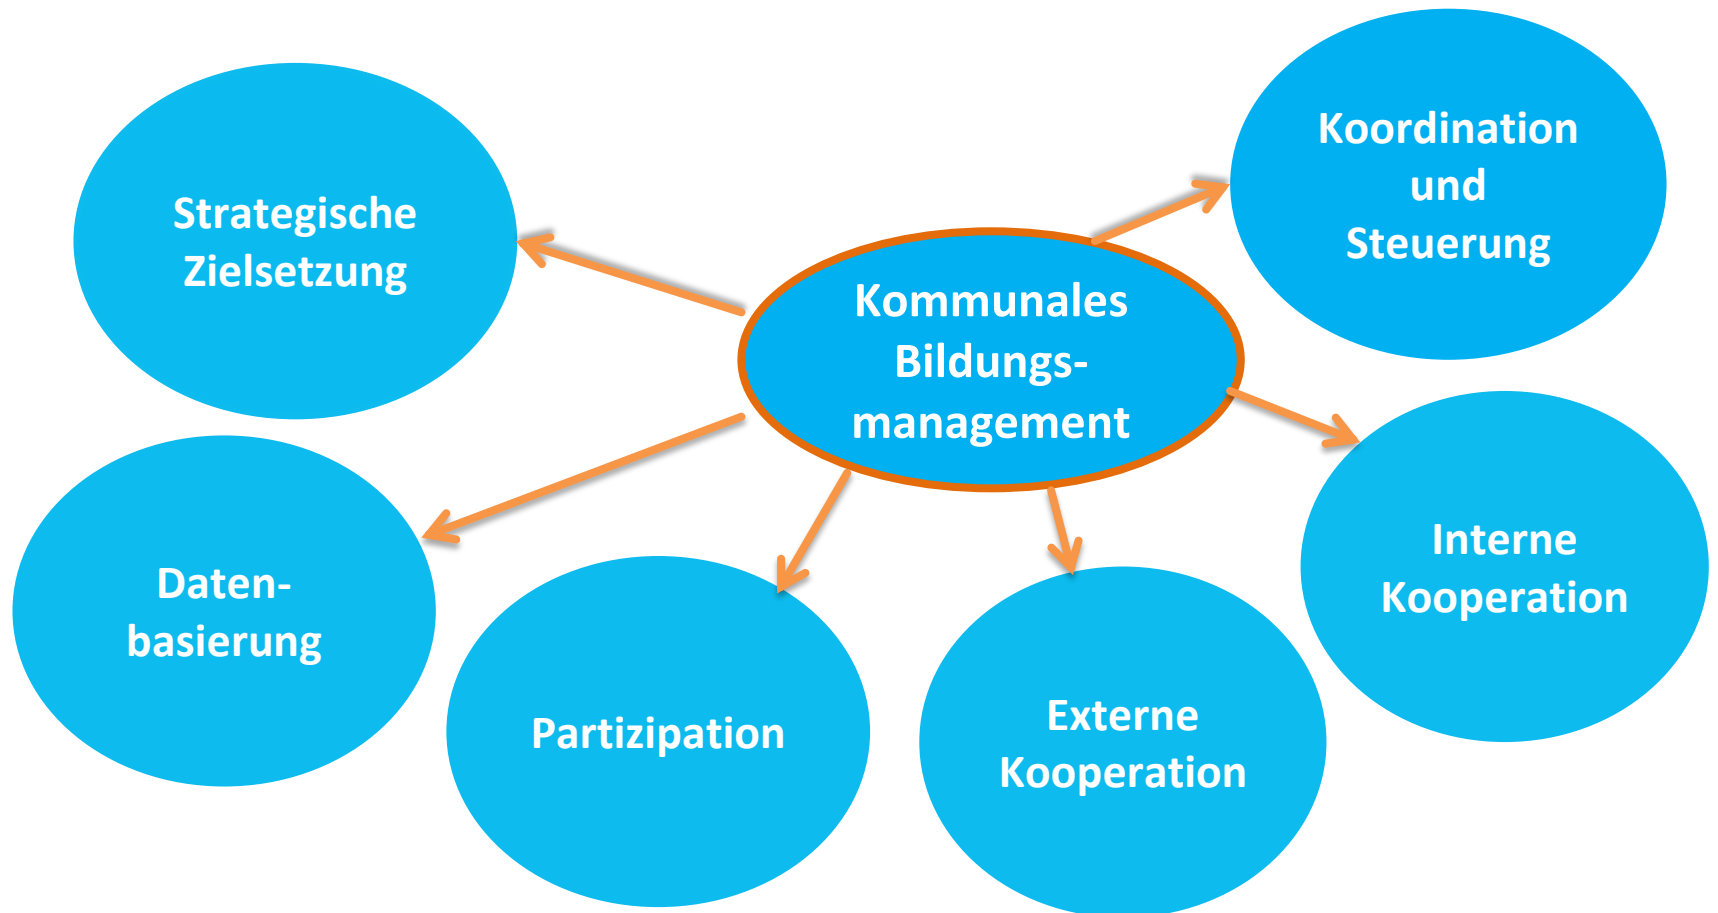 Koordination
und
Steuerung
Strategische
Zielsetzung
Kommunales
Bildungs-
management
Interne
Kooperation
Daten-
basierung
Partizipation
Externe
Kooperation